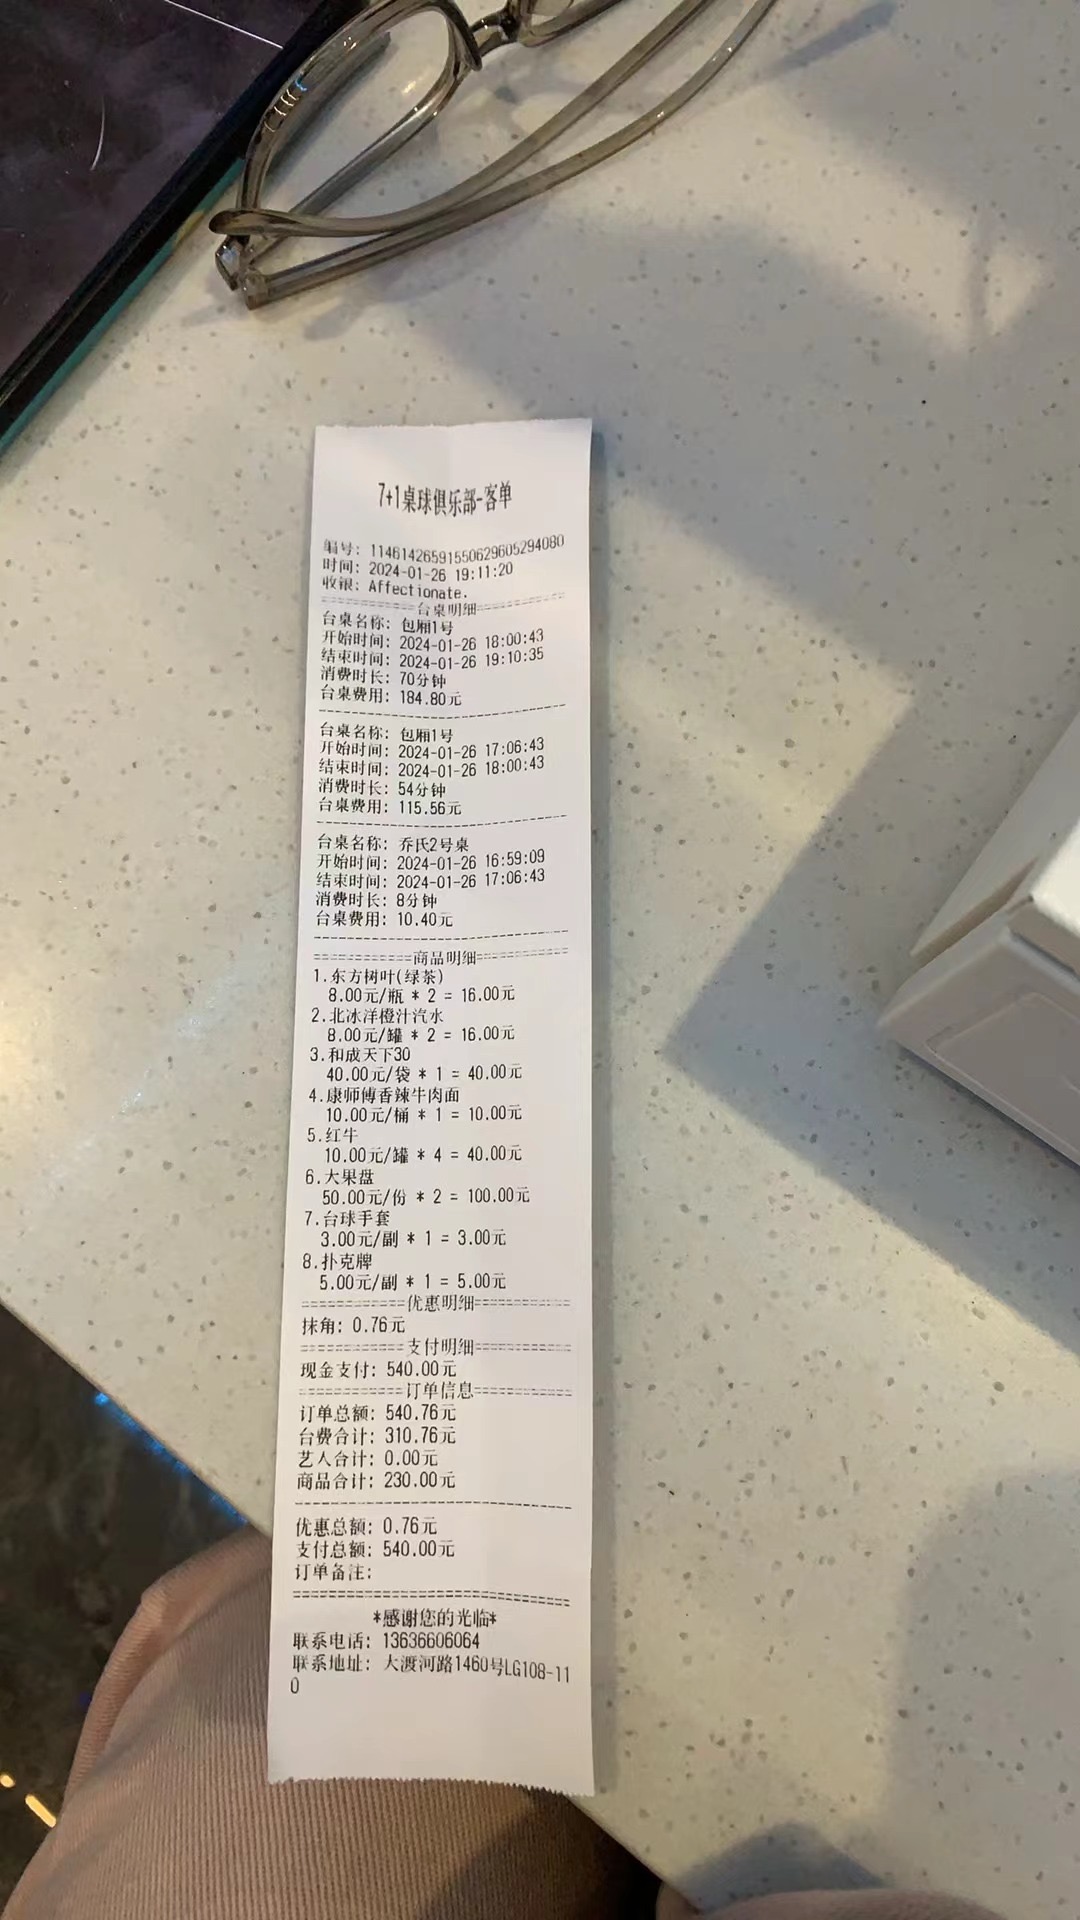 7+1桌球俱乐部-客单
编号: 11461426591550629605294080
时间: 2024-01-26 19:11:20
收银: Affectionate.
==========台桌明细==========
台桌名称: 包厢1号
开始时间: 2024-01-26 18:00:43
结束时间: 2024-01-26 19:10:35
消费时长: 70分钟
台桌费用: 184.80元
台桌名称: 包厢1号
开始时间: 2024-01-26 17:06:43
结束时间: 2024-01-26 18:00:43
消费时长: 54分钟
台桌费用: 115.56元
台桌名称: 乔氏2号桌
开始时间: 2024-01-26 16:59:09
结束时间: 2024-01-26 17:06:43
消费时长: 8分钟
台桌费用: 10.40元
==========商品明细==========
1.东方树叶(绿茶)
8.00元/瓶 * 2 = 16.00元
2.北冰洋橙汁汽水
8.00元/罐 * 2 = 16.00元
3.和成天下30
40.00元/袋 * 1 = 40.00元
4.康师傅香辣牛肉面
10.00元/桶 * 1 = 10.00元
5.红牛
10.00元/罐 * 4 = 40.00元
6.大果盘
50.00元/份 * 2 = 100.00元
7.台球手套
3.00元/副 * 1 = 3.00元
8.扑克牌
5.00元/副 * 1 = 5.00元
==========优惠明细==========
抹角: 0.76元
==========支付明细==========
现金支付: 540.00元
==========订单信息==========
订单总额: 540.76元
台费合计: 310.76元
艺人合计: 0.00元
商品合计: 230.00元
优惠总额: 0.76元
支付总额: 540.00元
订单备注:
*感谢您的光临*
联系电话: 13636606064
联系地址: 大渡河路1460号LG108-11
0